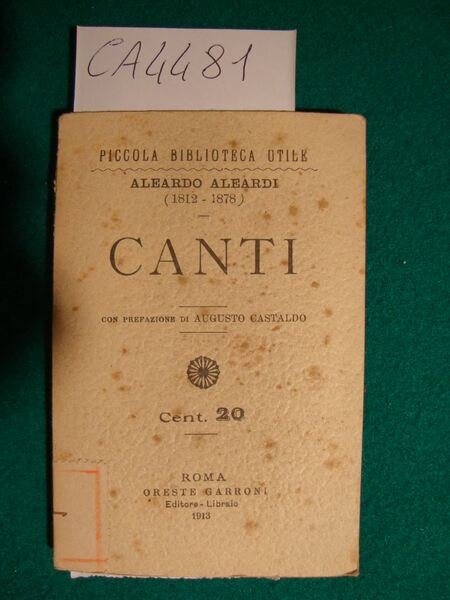 CA4481
PICCOLA BIBLIOTECA UTILE
ALEARDO ALEARDI
(1812 - 1878)
CANTI
CON PREFAZIONE DI AUGUSTO CASTALDO
Cent. 20
ROMA
ORESTE GARRONI
Editore - Libraio
1913